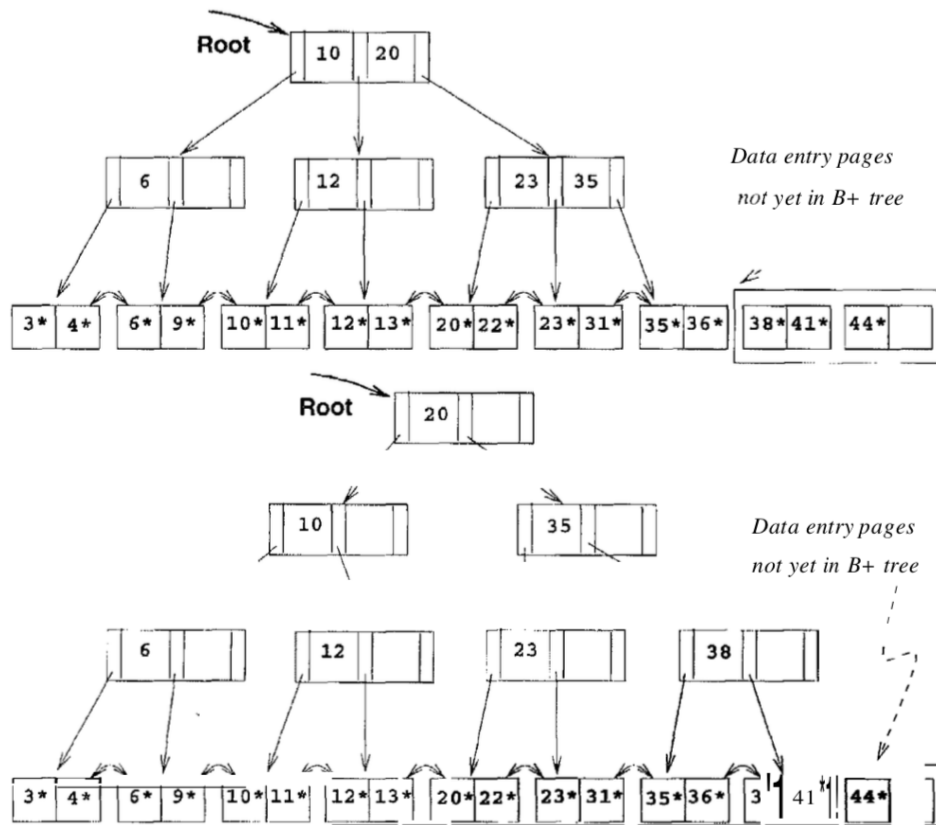 Root
10 20
6 12 23 35
Data entry pages
not yet in B+ tree
3* 4* 6* 9* 10* 11* 12* 13* 20* 22* 23* 31* 35* 36* 38* 41* 44*
Root
20
10 35
Data entry pages
not yet in B+ tree
6 12 23 38
3* 4* 6* 9* 10* 11* 12* 13* 20* 22* 23* 31* 35* 36* 3 41* 44*